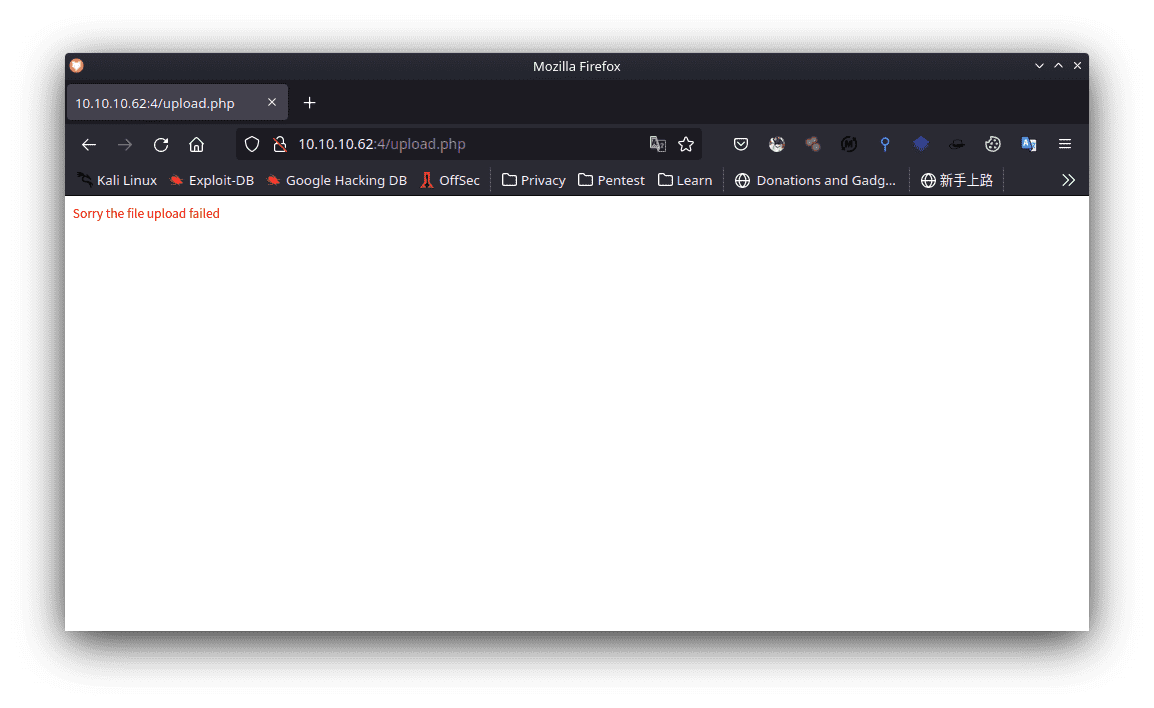 Mozilla Firefox
10.10.10.62:4/upload.php
10.10.10.62:4/upload.php
Kali Linux Exploit-DB Google Hacking DB OffSec Privacy Pentest Learn Donations and Gadg... 新手上路
Sorry the file upload failed